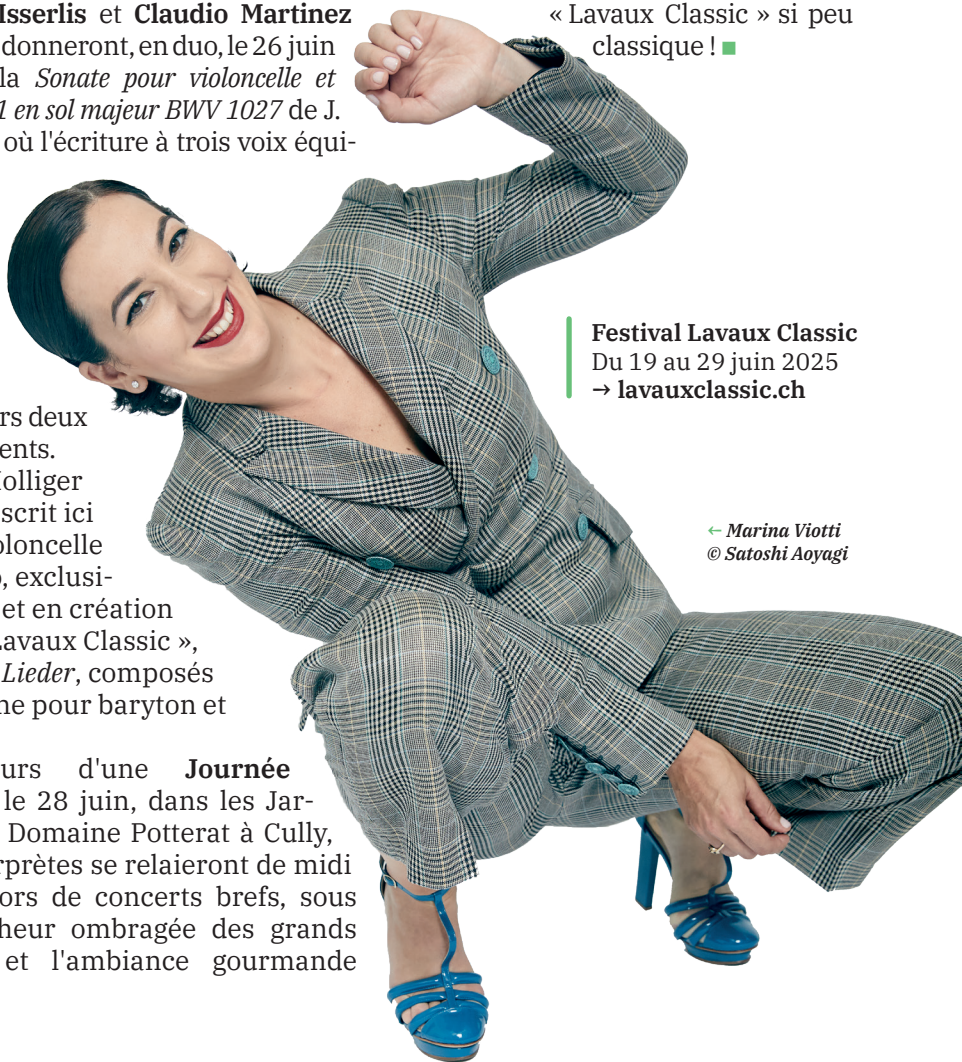 Isserlis et Claudio Martinez
donneront, en duo, le 26 juin
la Sonate pour violoncelle et
1 en sol majeur BWV 1027 de J.
où l'écriture à trois voix équi-
rs deux
ents.
Holliger
scrit ici
oloncelle
o, exclusi-
et en création
Lavaux Classic »,
Lieder, composés
ne pour baryton et
urs d'une Journée
le 28 juin, dans les Jar-
Domaine Potterat à Cully,
rprètes se relaieront de midi
ors de concerts brefs, sous
cheur ombragée des grands
et l'ambiance gourmande
« Lavaux Classic » si peu
classique !
Festival Lavaux Classic
Du 19 au 29 juin 2025
→ lavauxclassic.ch
← Marina Viotti
© Satoshi Aoyagi